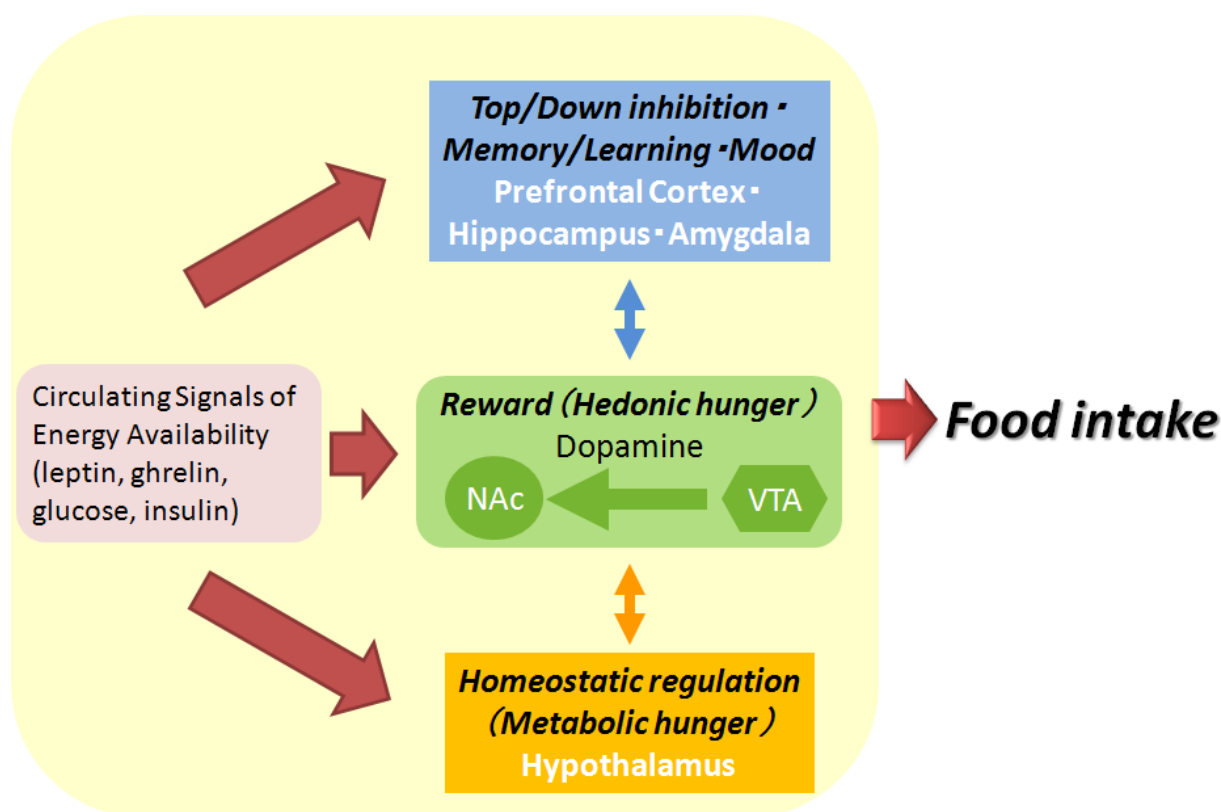 Top/Down inhibition・
Memory/Learning・Mood
Prefrontal Cortex・
Hippocampus・Amygdala
Circulating Signals of
Energy Availability
(leptin, ghrelin,
glucose, insulin)
Reward（Hedonic hunger）
Dopamine
NAc
VTA
Food intake
Homeostatic regulation
（Metabolic hunger）
Hypothalamus